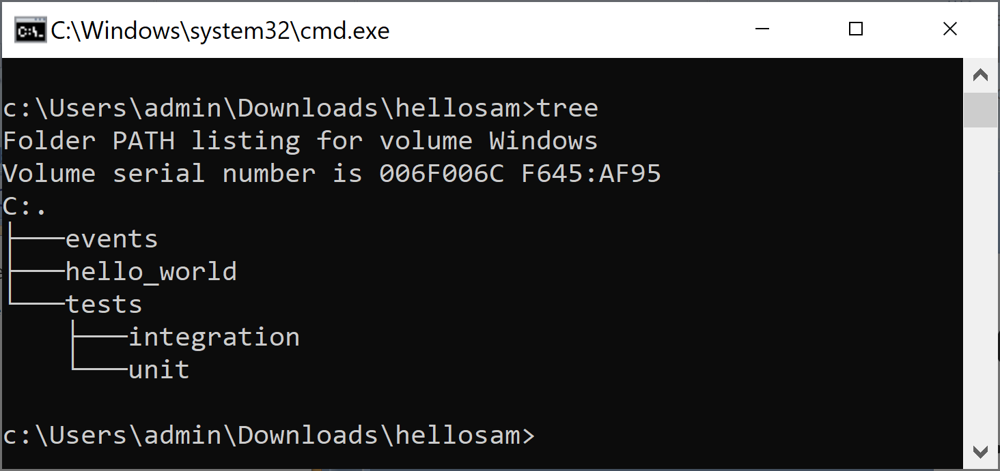 C:\Windows\system32\cmd.exe
c:\Users\admin\Downloads\hellosam>tree
Folder PATH listing for volume Windows
Volume serial number is 006F006C F645:AF95
C:.
├───events
├───hello_world
└───tests
    ├───integration
    └───unit
c:\Users\admin\Downloads\hellosam>